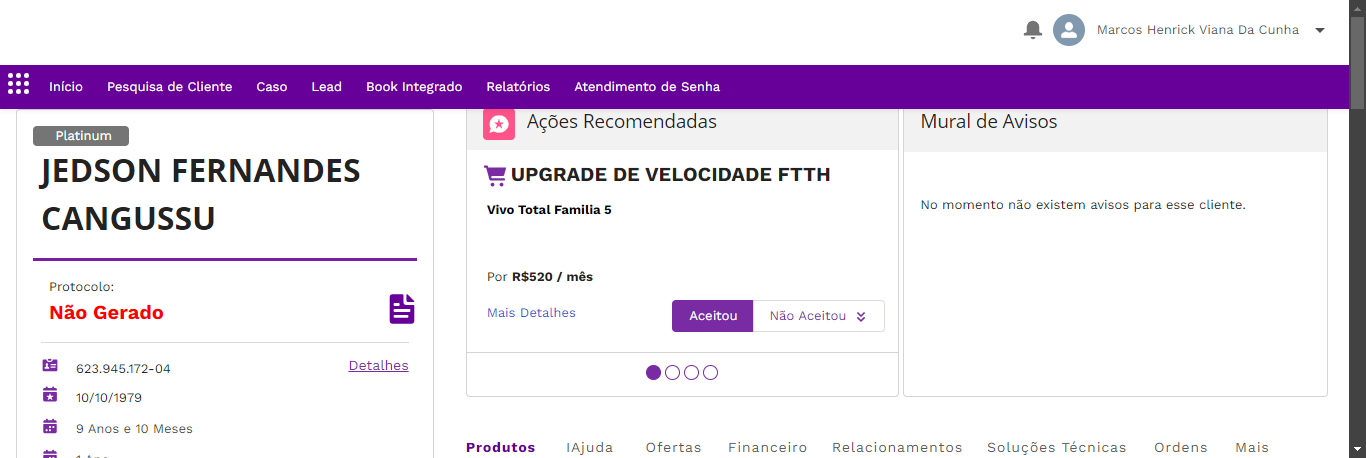 Marcos Henrick Viana Da Cunha
Início Pesquisa de Cliente Caso Lead Book Integrado Relatórios Atendimento de Senha
Platinum
JEDSON FERNANDES
CANGUSSU
Protocolo:
Não Gerado
623.945.172-04 Detalhes
10/10/1979
9 Anos e 10 Meses
Ações Recomendadas
UPGRADE DE VELOCIDADE FTTH
Vivo Total Familia 5
Por R$520 / mês
Mais Detalhes Aceitou Não Aceitou
Mural de Avisos
No momento não existem avisos para esse cliente.
Produtos IAjuda Ofertas Financeiro Relacionamentos Soluções Técnicas Ordens Mais